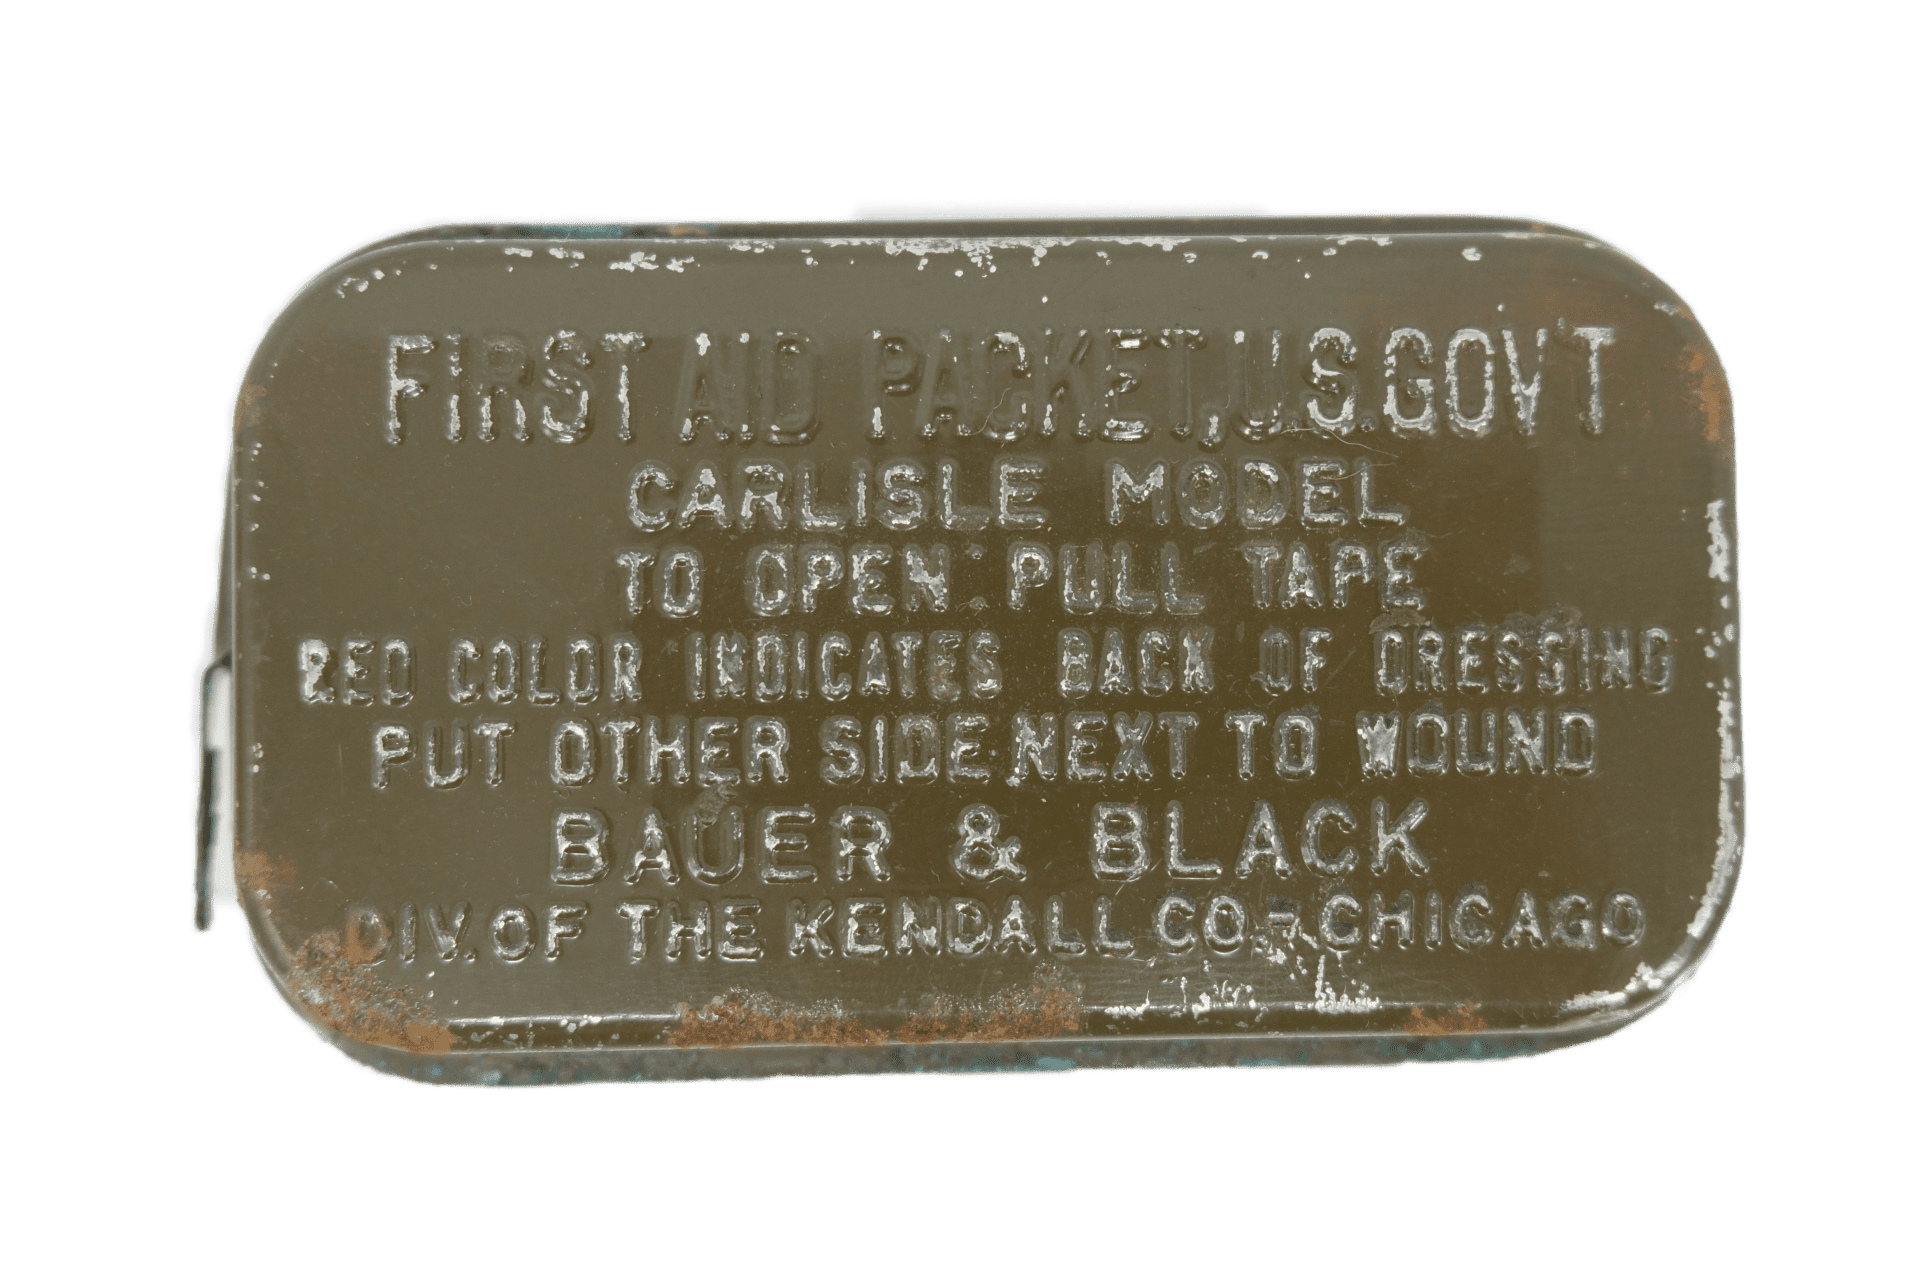 FIRST AID PACKET, U.S. GOV'T
CARLISLE MODEL
TO OPEN PULL TAPE
RED COLOR INDICATES BACK OF DRESSING
PUT OTHER SIDE NEXT TO WOUND
BAUER & BLACK
DIV. OF THE KENDALL CO.-CHICAGO